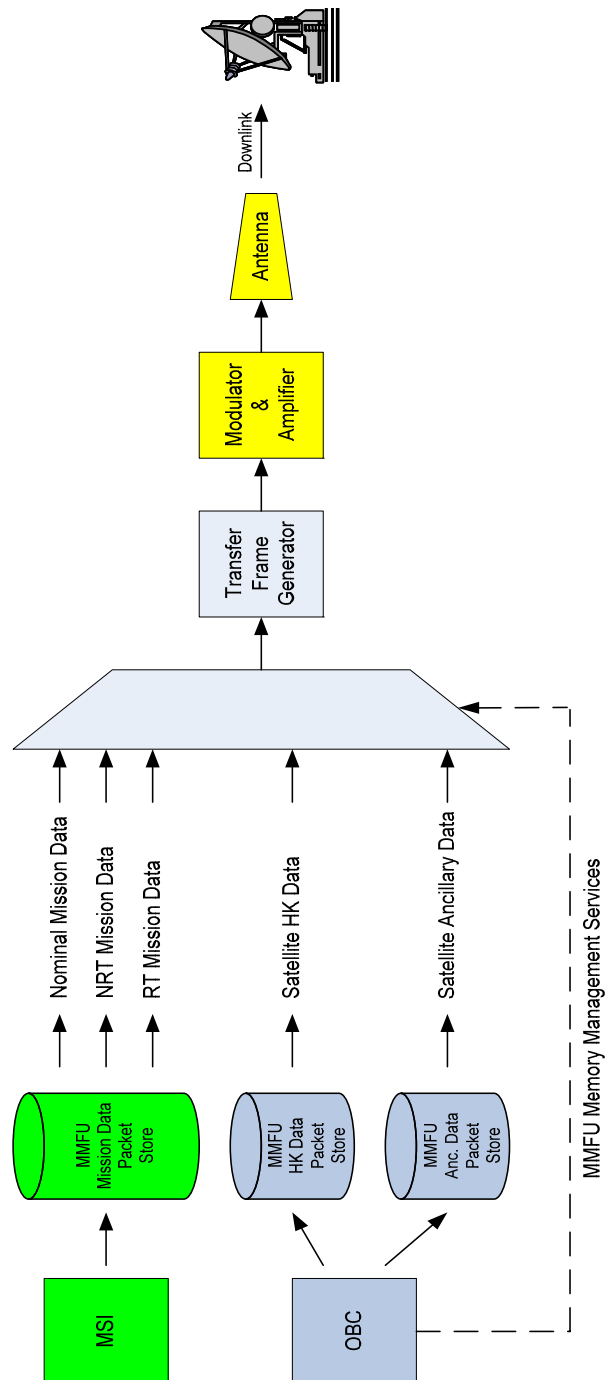 MSI
MMFU
Mission Data
Packet
Store
Nominal Mission Data
NRT Mission Data
RT Mission Data
OBC
MMFU
HK Data
Packet
Store
Satellite HK Data
MMFU
Anc. Data
Packet
Store
Satellite Ancillary Data
MMFU Memory Management Services
Transfer
Frame
Generator
Modulator
&
Amplifier
Antenna
Downlink